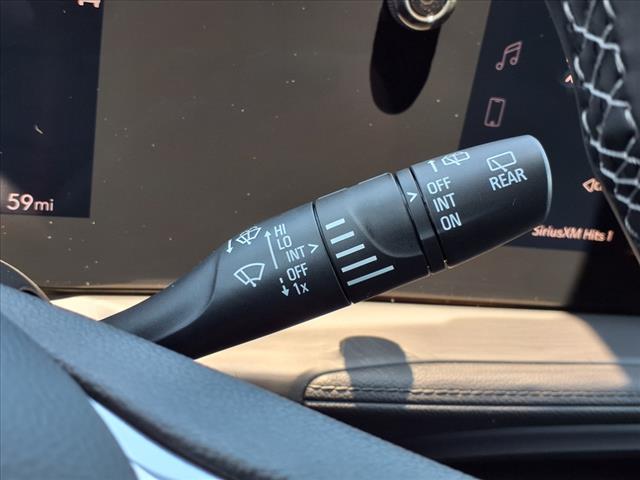 59mi
HI
LO
INT
OFF
1x
OFF
INT
ON
REAR
SiriusXM Hits 1